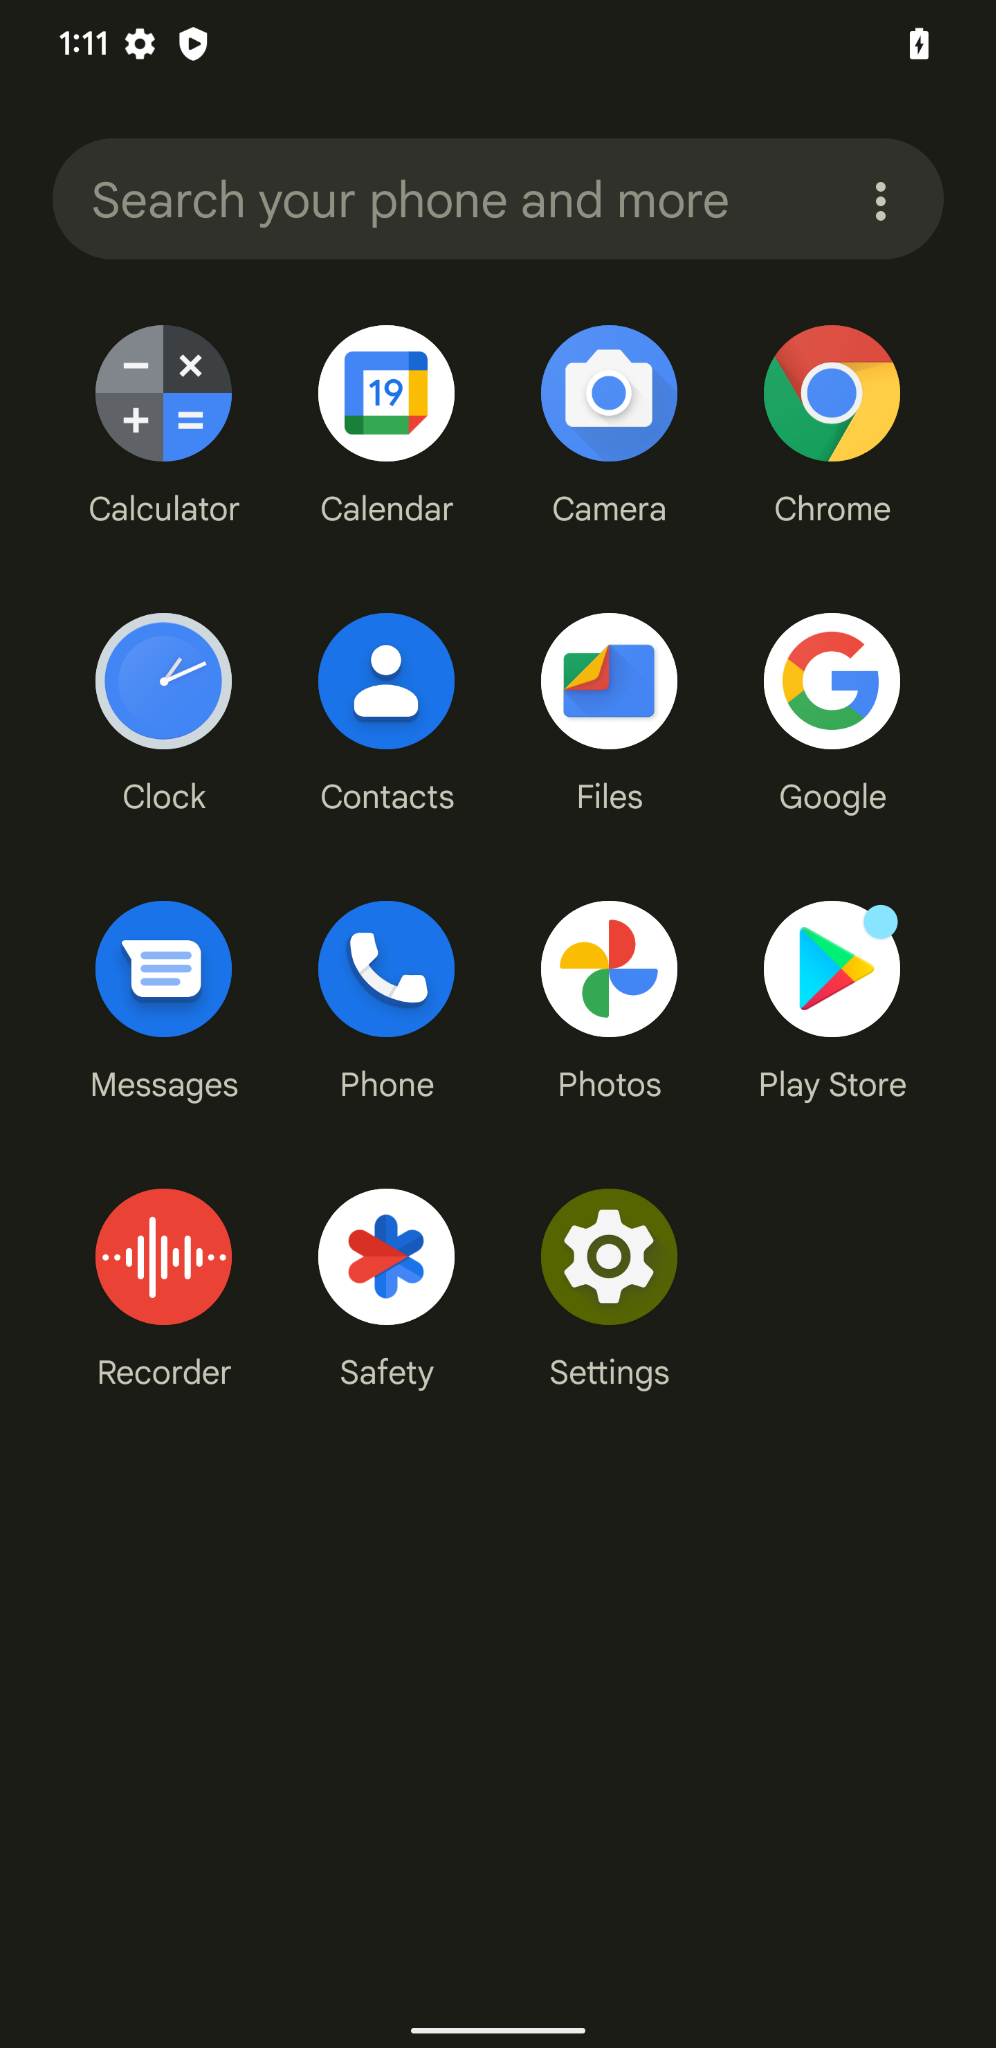 1:11
Search your phone and more
19
Calculator Calendar Camera Chrome
Clock Contacts Files Google
Messages Phone Photos Play Store
Recorder Safety Settings